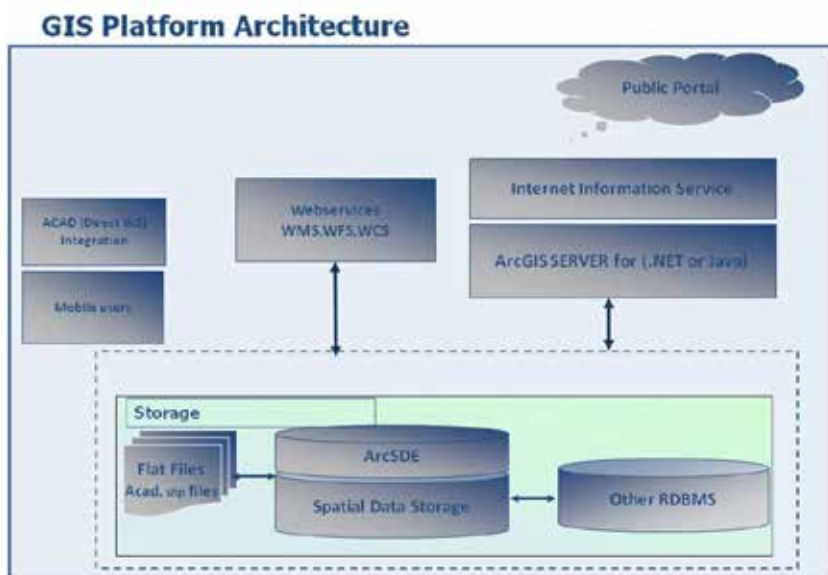 GIS Platform Architecture
Public Portal
Internet Information Service
Webservices
WMS.WFS.WCS
ACAD (Direct GIS)
Integration
ArcGIS SERVER for (.NET or Java)
Mobile users
Storage
ArcSDE
Flat Files
Acad, shp files
Spatial Data Storage
Other RDBMS